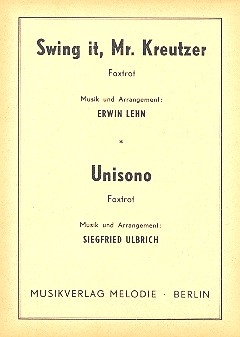 Swing it, Mr. Kreutzer
Foxtrot
Musik und Arrangement:
ERWIN LEHN
*
Unisono
Foxtrot
Musik und Arrangement:
SIEGFRIED ULBRICH
MUSIKVERLAG MELODIE · BERLIN